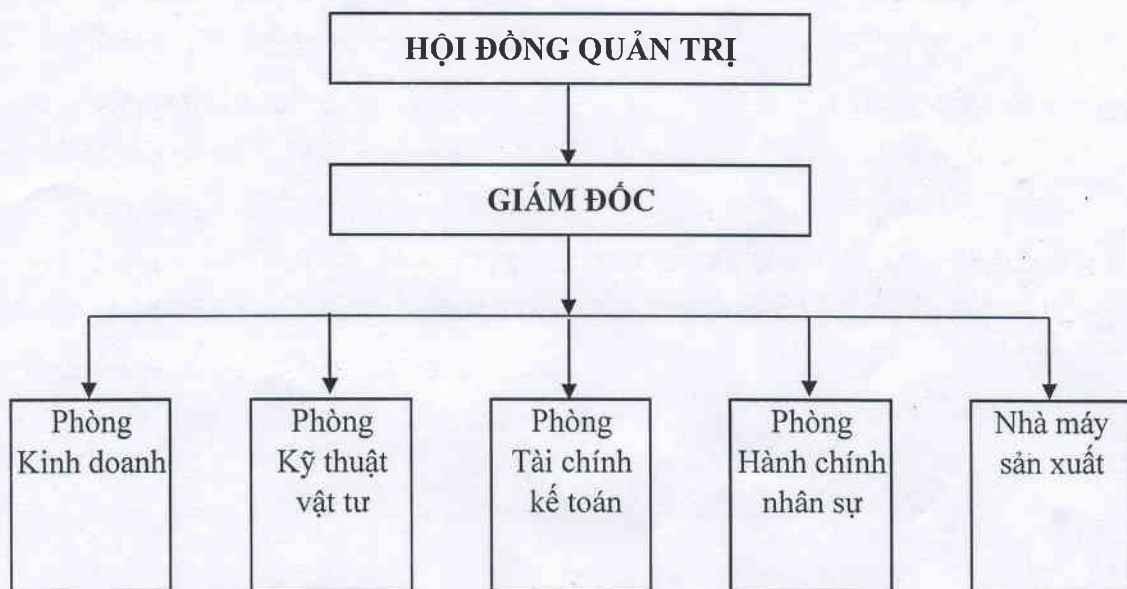 HỘI ĐỒNG QUẢN TRỊ
GIÁM ĐỐC
Phòng
Kinh doanh
Phòng
Kỹ thuật
vật tư
Phòng
Tài chính
kế toán
Phòng
Hành chính
nhân sự
Nhà máy
sản xuất